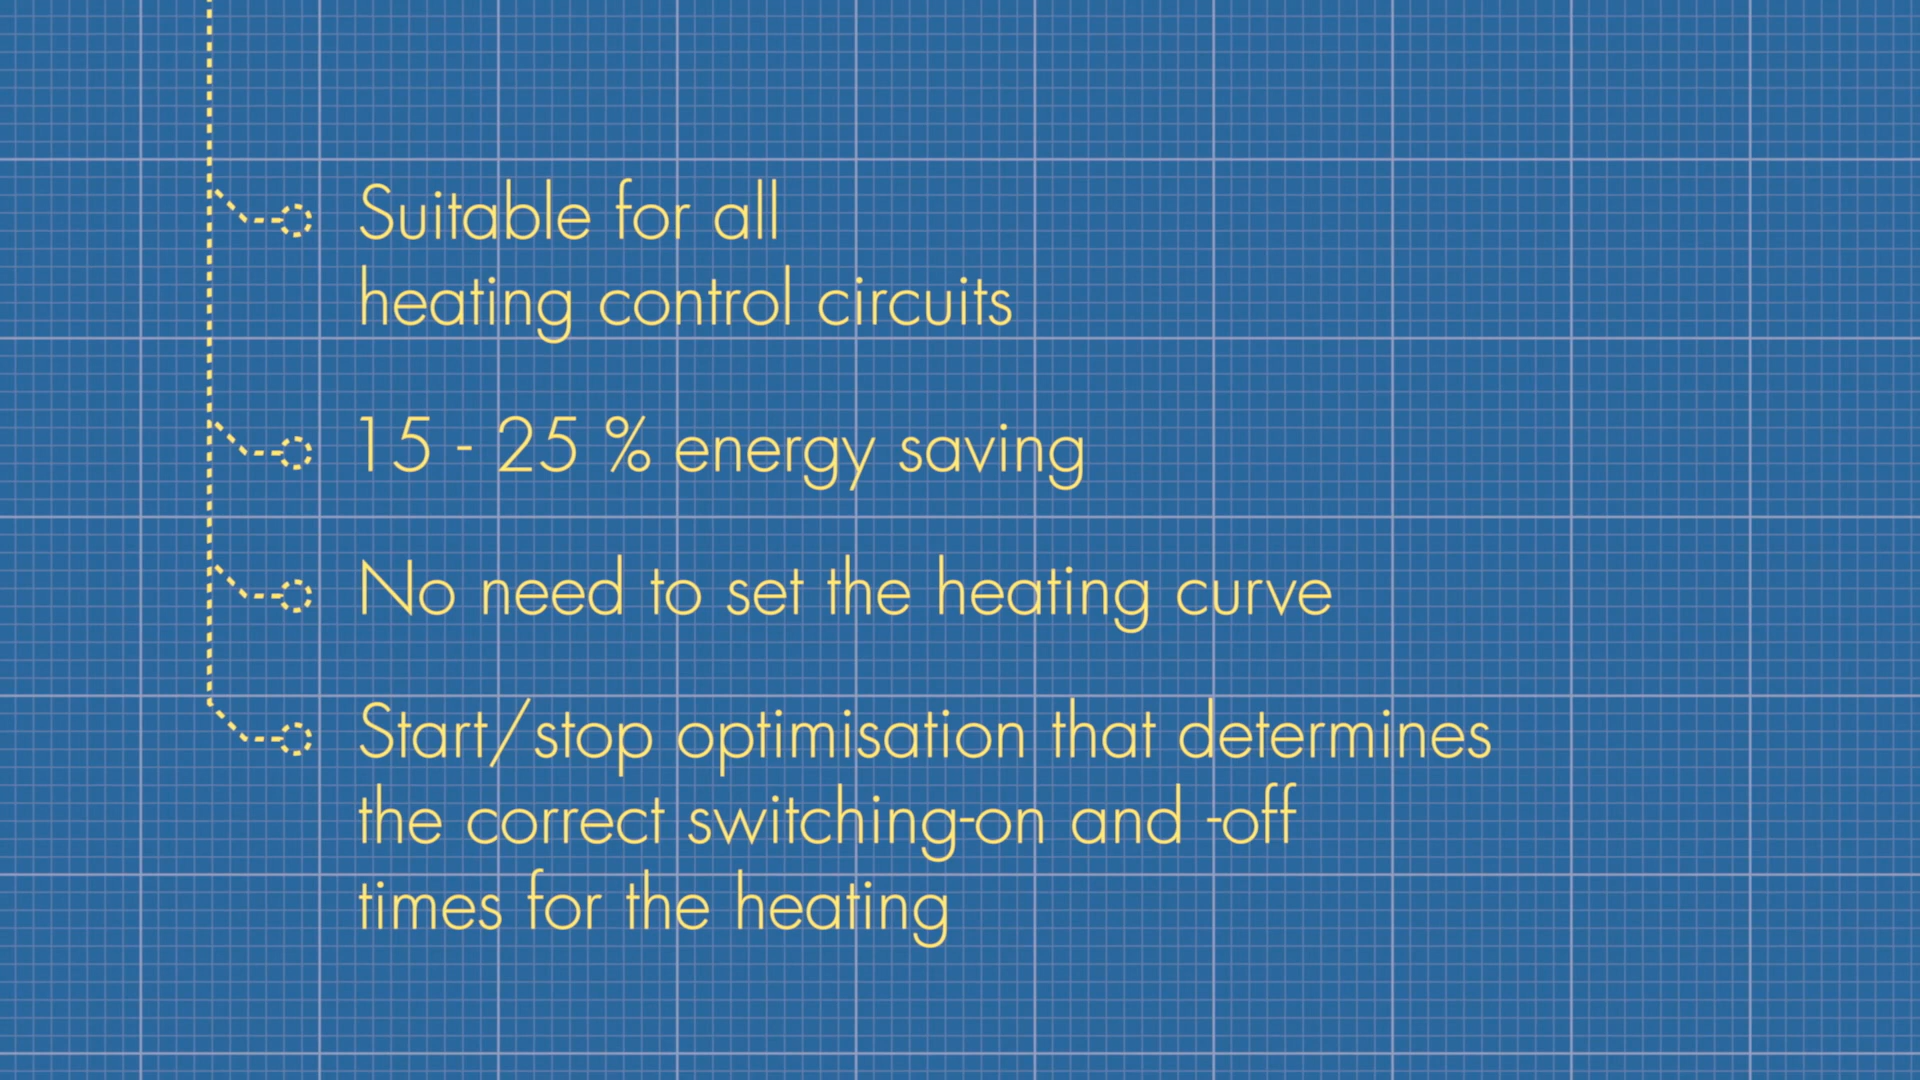 Suitable for all
heating control circuits
15 - 25 % energy saving
No need to set the heating curve
Start/stop optimisation that determines
the correct switching-on and -off
times for the heating